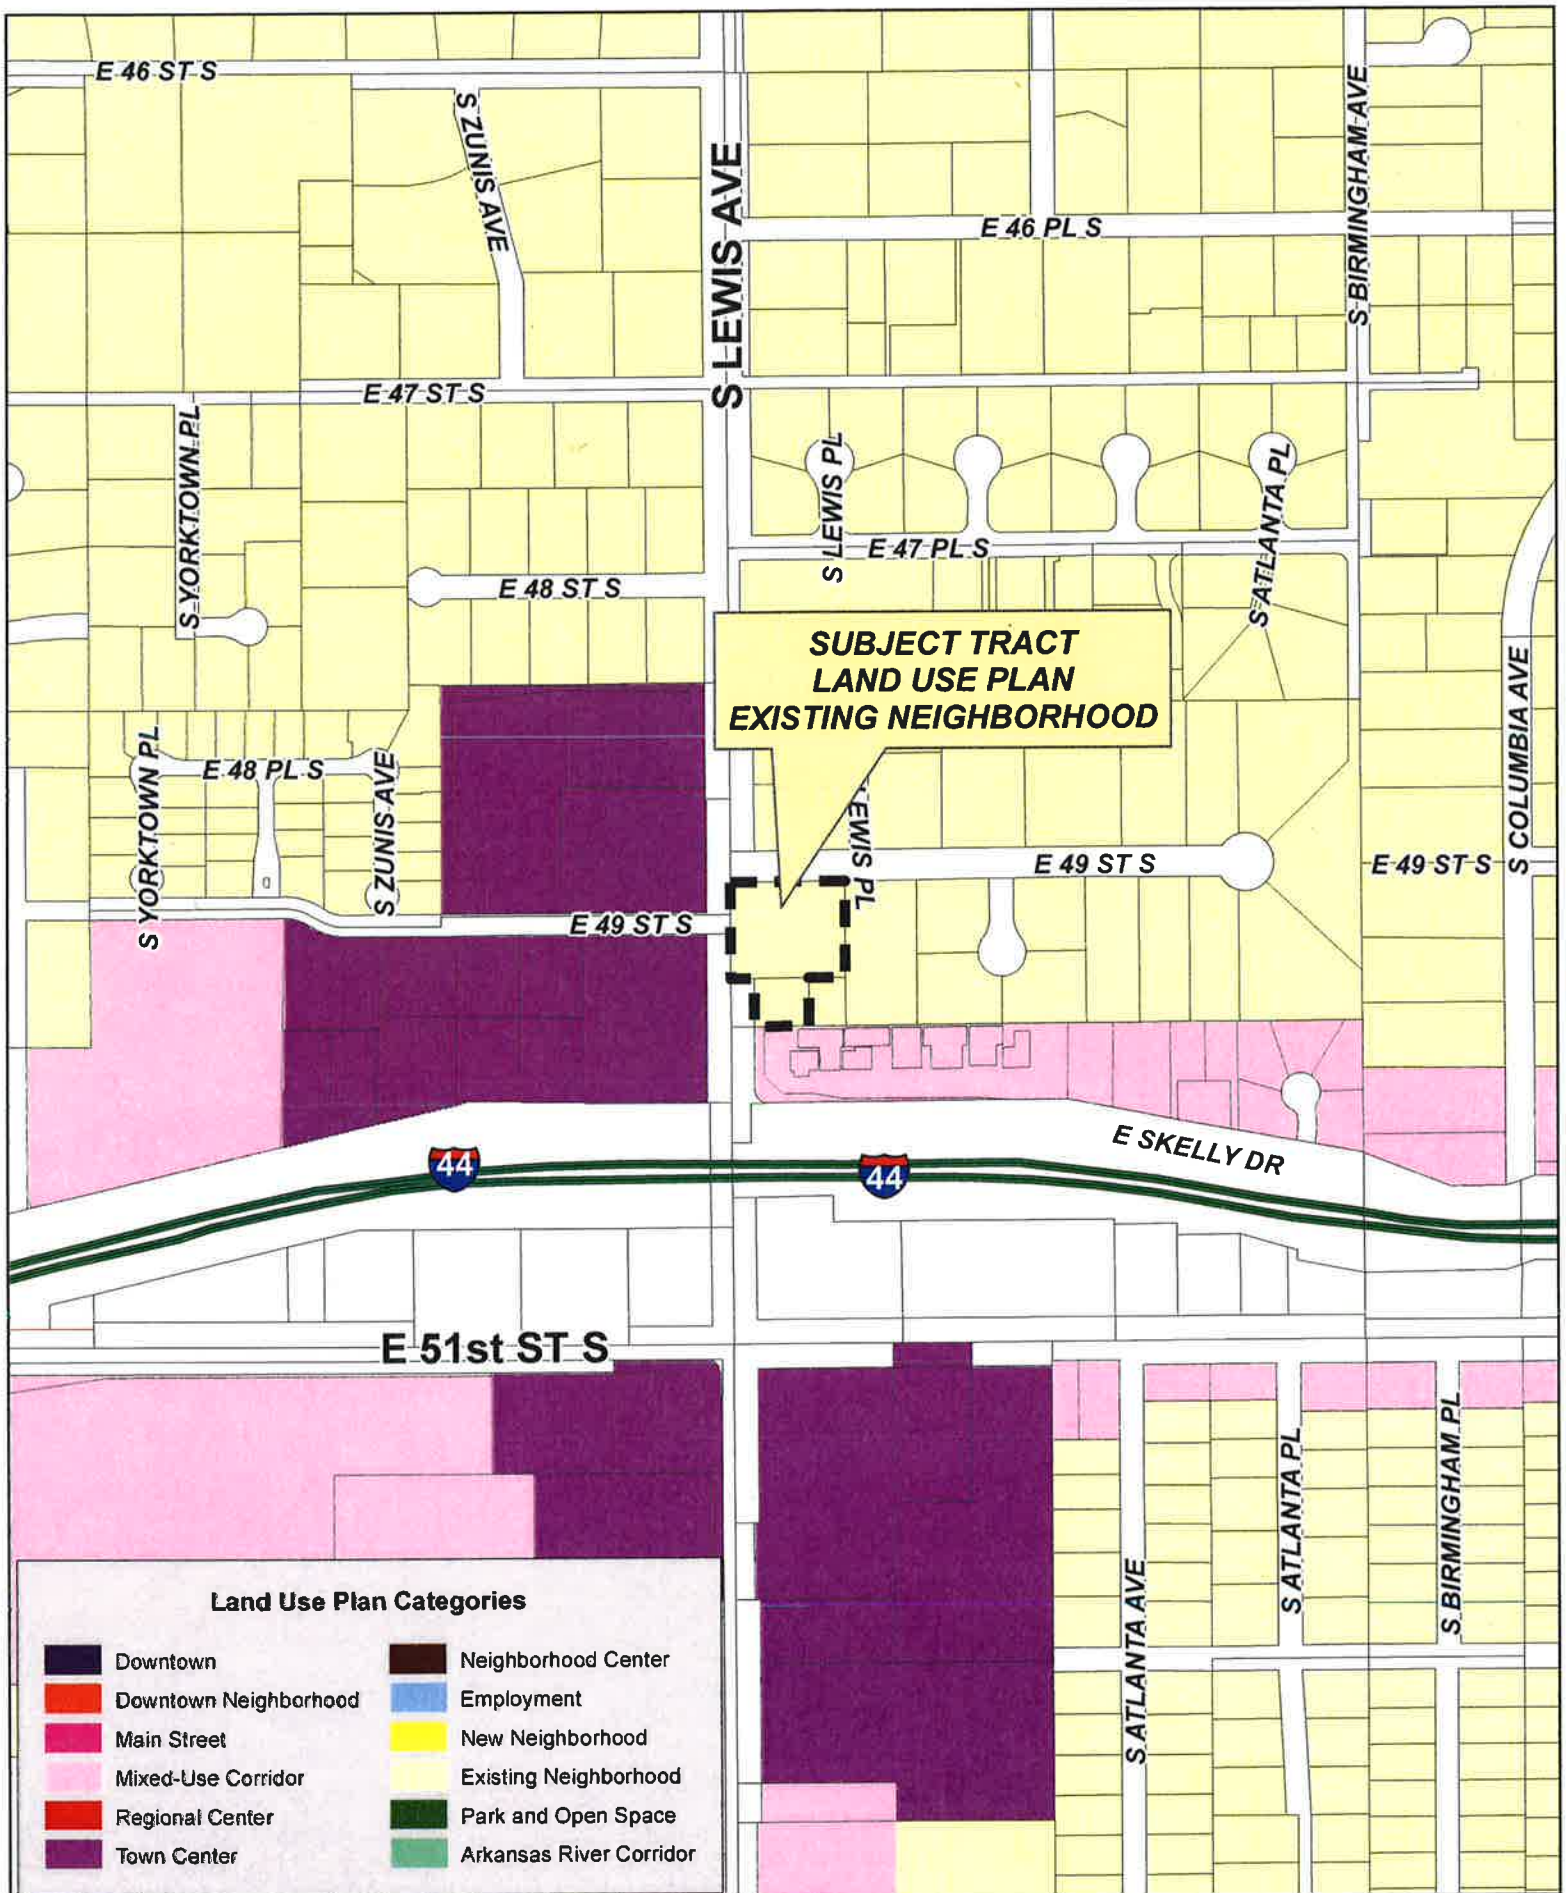 E 46 ST S
S ZUNIS AVE
S LEWIS AVE
S BIRMINGHAM AVE
E 46 PL S
E 47 ST S
S YORKTOWN PL
S LEWIS PL
S ATLANTA PL
E 47 PL S
E 48 ST S
SUBJECT TRACT
LAND USE PLAN
EXISTING NEIGHBORHOOD
S COLUMBIA AVE
S YORKTOWN PL
E 48 PL S
S ZUNIS AVE
EWIS PL
E 49 ST S
E 49 ST S
E 49 ST S
E SKELLY DR
44
44
E 51st ST S
S ATLANTA AVE
S ATLANTA PL
S BIRMINGHAM PL
Land Use Plan Categories
Downtown
Downtown Neighborhood
Main Street
Mixed-Use Corridor
Regional Center
Town Center
Neighborhood Center
Employment
New Neighborhood
Existing Neighborhood
Park and Open Space
Arkansas River Corridor